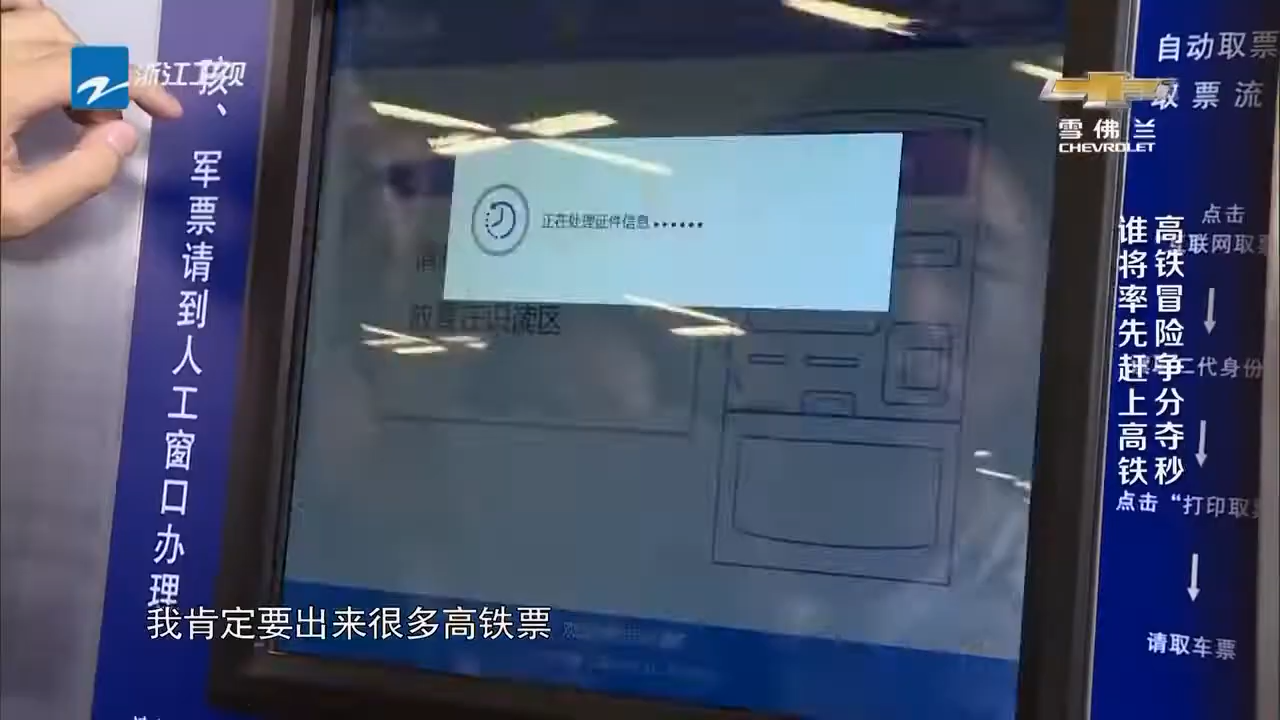 浙江卫视
孩、军票请到人工窗口办理
正在处理证件信息......
识读区
我肯定要出来很多高铁票
雪佛兰
CHEVROLET
高铁冒险争分夺秒
谁将率先赶上高铁
自动取票
取票流
点击
联网取票
二代身份
点击“打印取票
请取车票